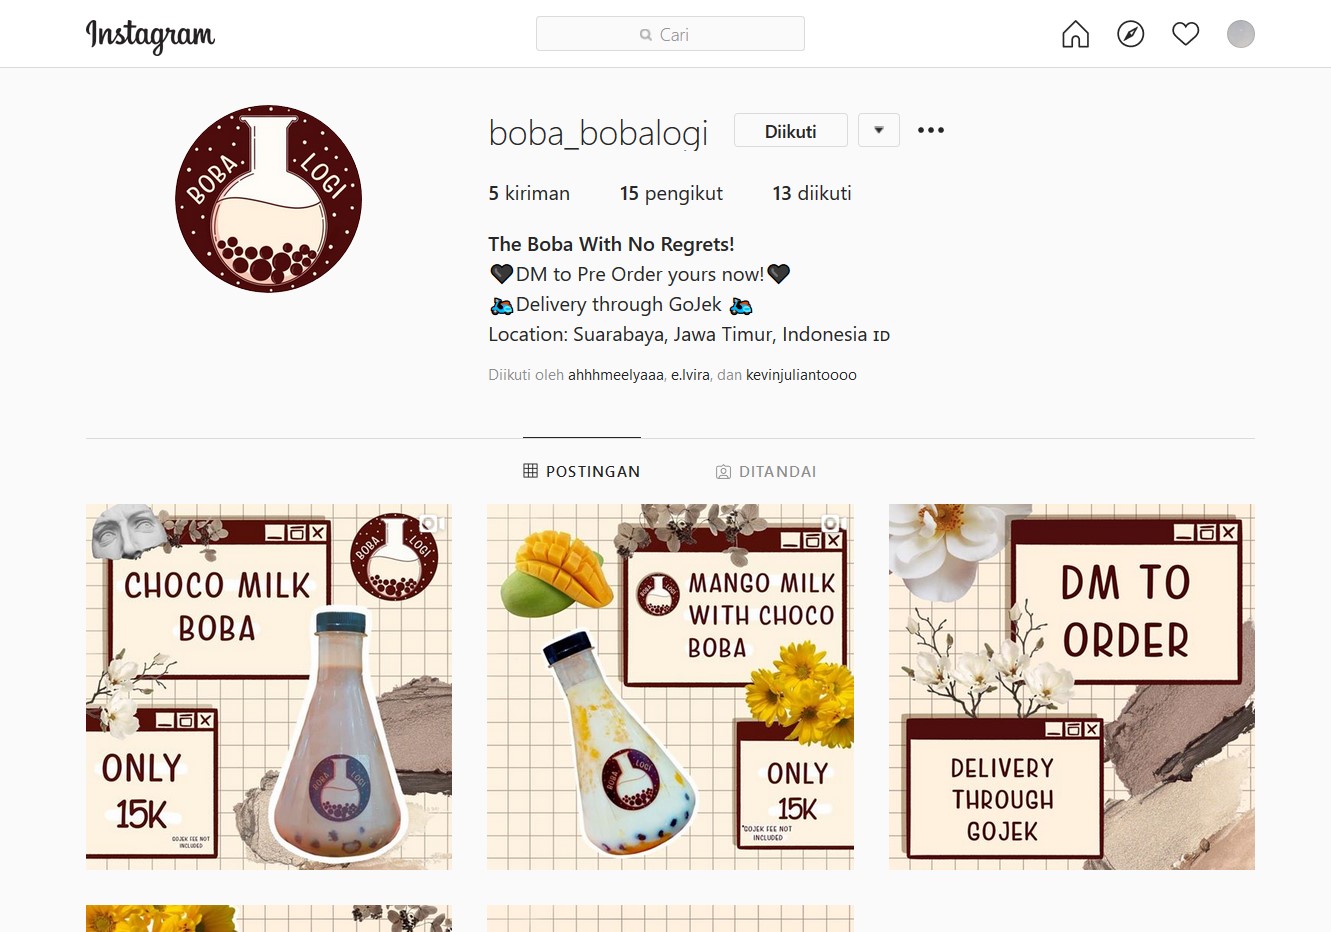 Instagram
Cari
boba_bobalogi
Diikuti
5 kiriman 15 pengikut 13 diikuti
The Boba With No Regrets!
🖤DM to Pre Order yours now!🖤
🏍Delivery through GoJek 🏍
Location: Suarabaya, Jawa Timur, Indonesia ID
Diikuti oleh ahhhmeelyaaa, e.lvira, dan kevinjuliantoooo
BOBA LOGI
POSTINGAN
DITANDAI
CHOCO MILK
BOBA
BOBA LOGI
ONLY
15K
GOJEK FEE NOT
INCLUDED
BOBA LOGI
MANGO MILK
WITH CHOCO
BOBA
BOBA LOGI
BOBA LOGI
ONLY
15K
*GOJEK FEE NOT
INCLUDED
DM TO
ORDER
DELIVERY
THROUGH
GOJEK